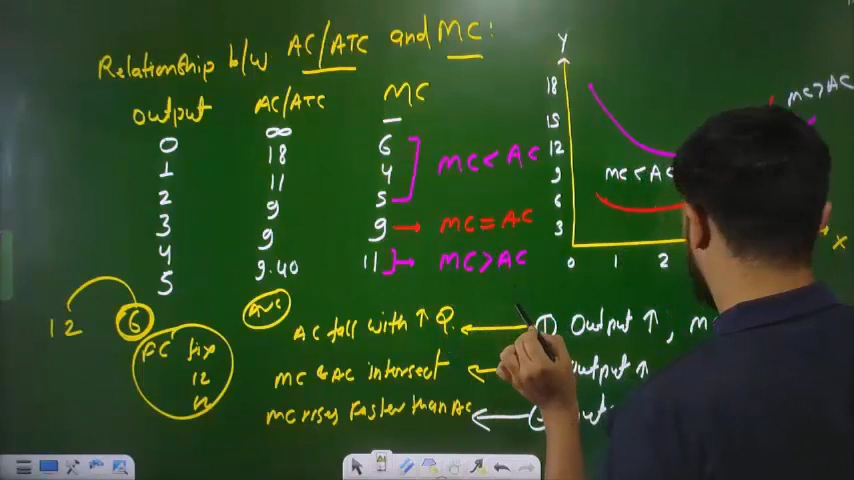 Relationship b/w AC/ATC and MC:
output AC/ATC MC
0 ∞
1 18 6
2 11 4
3 9 5
4 9 9 → MC=AC
5 9.40 11 → MC>AC
MC<AC
12 6
AVC
FC fix
12
Y
18
15
12
9
6
3
0 1 2
X
MC<AC
MC>AC
AC fall with ↑ Q. ← ① Output ↑, m
MC & AC intersect ← output ↑
MC rises faster than AC ←